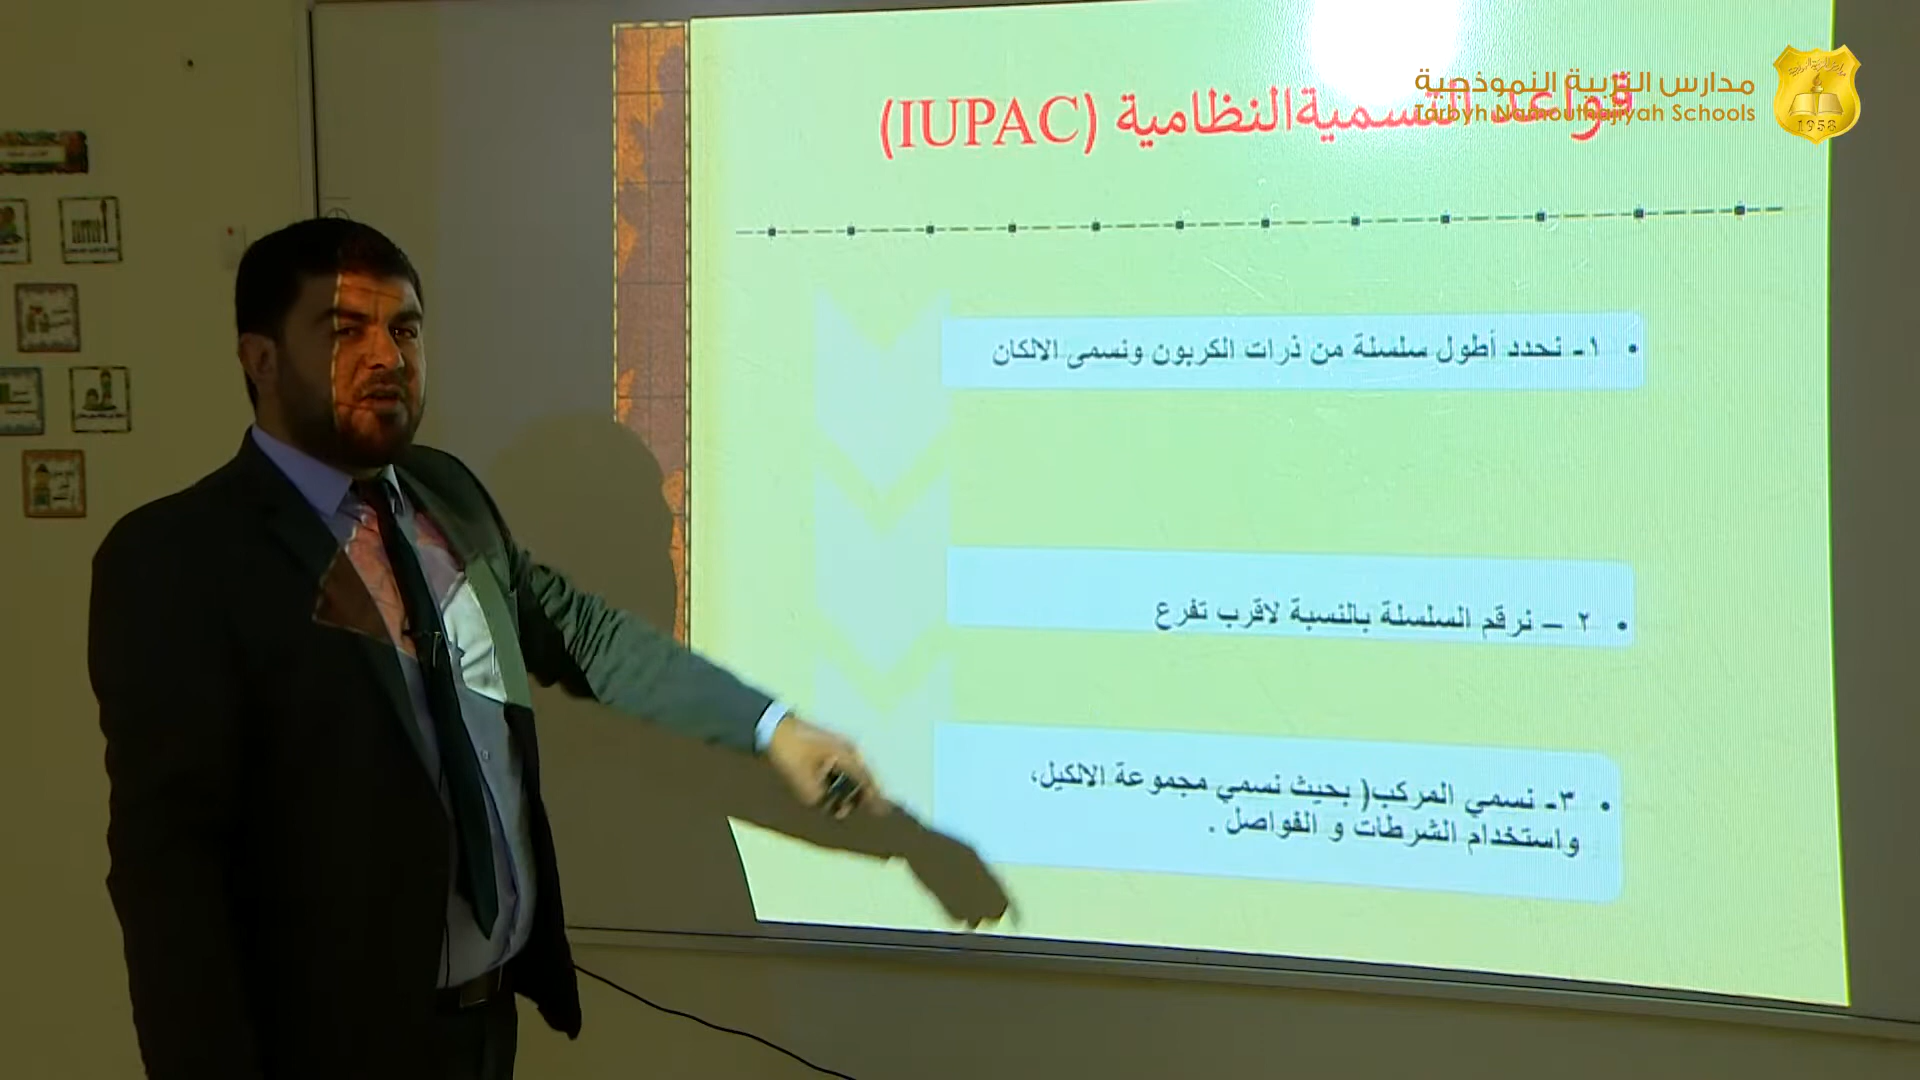 مدارس التربية النموذجية
Tarbyh Namouthajiyah Schools
1958
قواعد التسمية النظامية (IUPAC)
• ١- نحدد أطول سلسلة من ذرات الكربون ونسمى الالكان
• ٢ – نرقم السلسلة بالنسبة لاقرب تفرع
• ٣- نسمي المركب( بحيث نسمي مجموعة الالكيل،
واستخدام الشرطات و الفواصل .